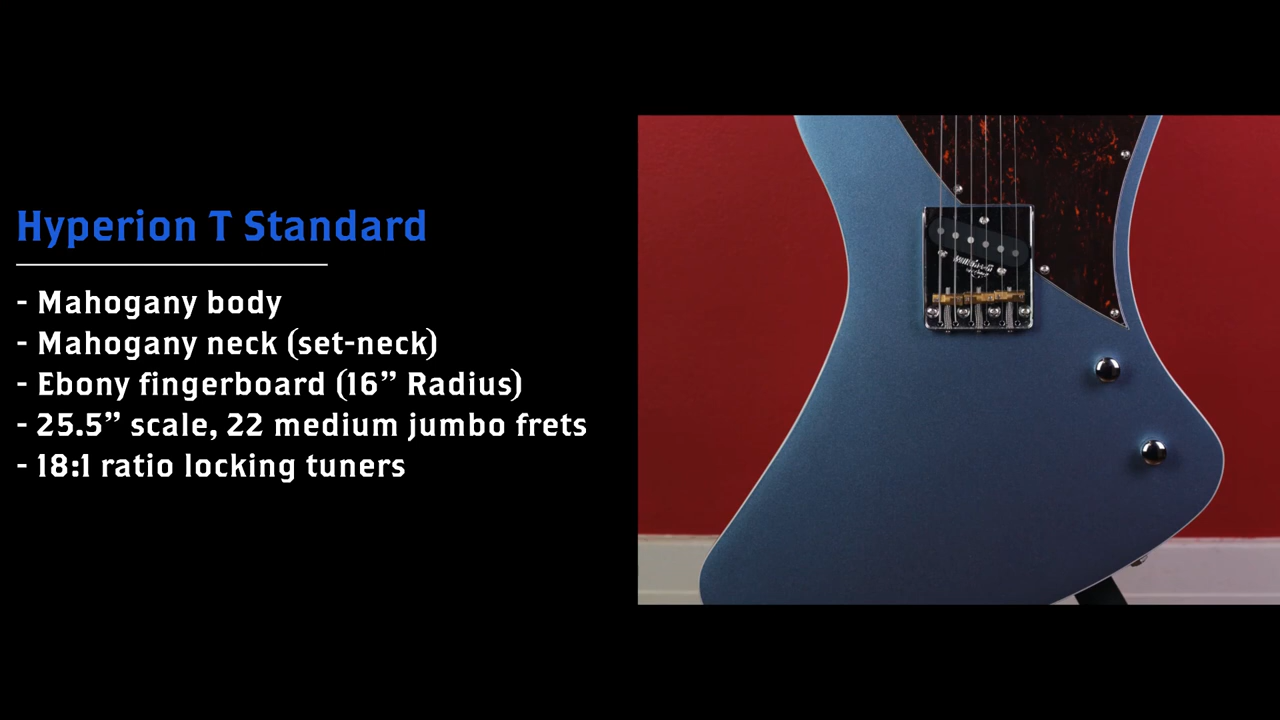 Hyperion T Standard
- Mahogany body
- Mahogany neck (set-neck)
- Ebony fingerboard (16” Radius)
- 25.5” scale, 22 medium jumbo frets
- 18:1 ratio locking tuners